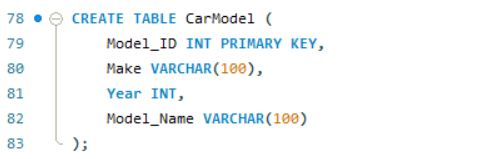 78 CREATE TABLE CarModel (
79 Model_ID INT PRIMARY KEY,
80 Make VARCHAR(100),
81 Year INT,
82 Model_Name VARCHAR(100)
83 );